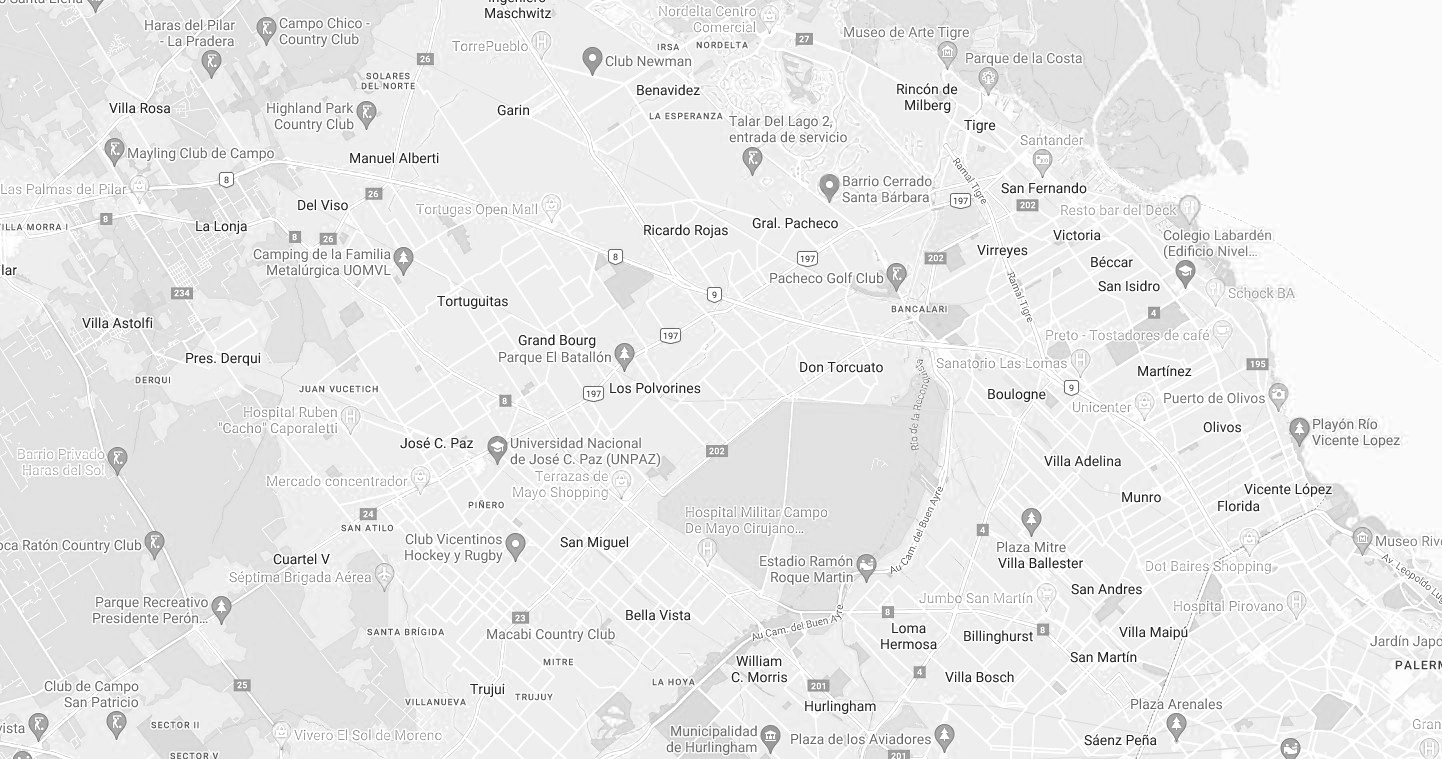 Haras del Pilar
- La Pradera
Campo Chico -
Country Club
Maschwitz
TorrePueblo
Nordelta Centro
Comercial
IRSA
NORDELTA
27
Museo de Arte Tigre
Parque de la Costa
26
SOLARES
DEL NORTE
Club Newman
Benavidez
Rincón de
Milberg
Villa Rosa
Highland Park
Country Club
Garin
LA ESPERANZA
Talar Del Lago 2,
entrada de servicio
Tigre
Santander
Mayling Club de Campo
Manuel Alberti
Ramal Tigre
Las Palmas del Pilar
8
26
Barrio Cerrado
Santa Bárbara
197
San Fernando
202
Del Viso
Tortugas Open Mall
Resto bar del Deck
8
VILLA MORRA I
La Lonja
8
26
Ricardo Rojas
Gral. Pacheco
Victoria
Colegio Labardén
(Edificio Nivel...
Camping de la Familia
Metalúrgica UOMVL
8
197
202
Virreyes
Béccar
lar
Pacheco Golf Club
Ramal Tigre
San Isidro
234
Tortuguitas
9
BANCALARI
4
Schock BA
Villa Astolfi
Grand Bourg
Parque El Batallón
197
Preto - Tostadores de café
Pres. Derqui
Don Torcuato
Sanatorio Las Lomas
195
DERQUI
JUAN VUCETICH
197
Los Polvorines
Martínez
8
Boulogne
9
Unicenter
Puerto de Olivos
Hospital Ruben
"Cacho" Caporaletti
Playón Río
Vicente Lopez
José C. Paz
Universidad Nacional
de José C. Paz (UNPAZ)
202
Olivos
Barrio Privado
Haras del Sol
Villa Adelina
Mercado concentrador
Terrazas de
Mayo Shopping
Munro
Vicente López
Florida
PIÑERO
24
SAN ATILO
Hospital Militar Campo
De Mayo Cirujano...
Au Cam. del Buen Ayre
4
oca Ratón Country Club
Club Vicentinos
Hockey y Rugby
San Miguel
Plaza Mitre
Villa Ballester
Cuartel V
Séptima Brigada Aérea
Estadio Ramón
Roque Martin
Dot Baires Shopping
San Andres
Parque Recreativo
Presidente Perón...
23
Bella Vista
8
Jumbo San Martín
Hospital Pirovano
SANTA BRÍGIDA
Macabi Country Club
Au Cam. del Buen Ayre
Loma
Hermosa
Billinghurst
8
Villa Maipú
MITRE
William
C. Morris
San Martín
PALERM
Club de Campo
San Patricio
25
LA HOYA
4
Villa Bosch
Trujui
TRUJUY
201
VILLANUEVA
Hurlingham
Plaza Arenales
vista
SECTOR II
Vivero El Sol de Moreno
Municipalidad
de Hurlingham
Plaza de los Aviadores
Sáenz Peña
SECTOR V
201